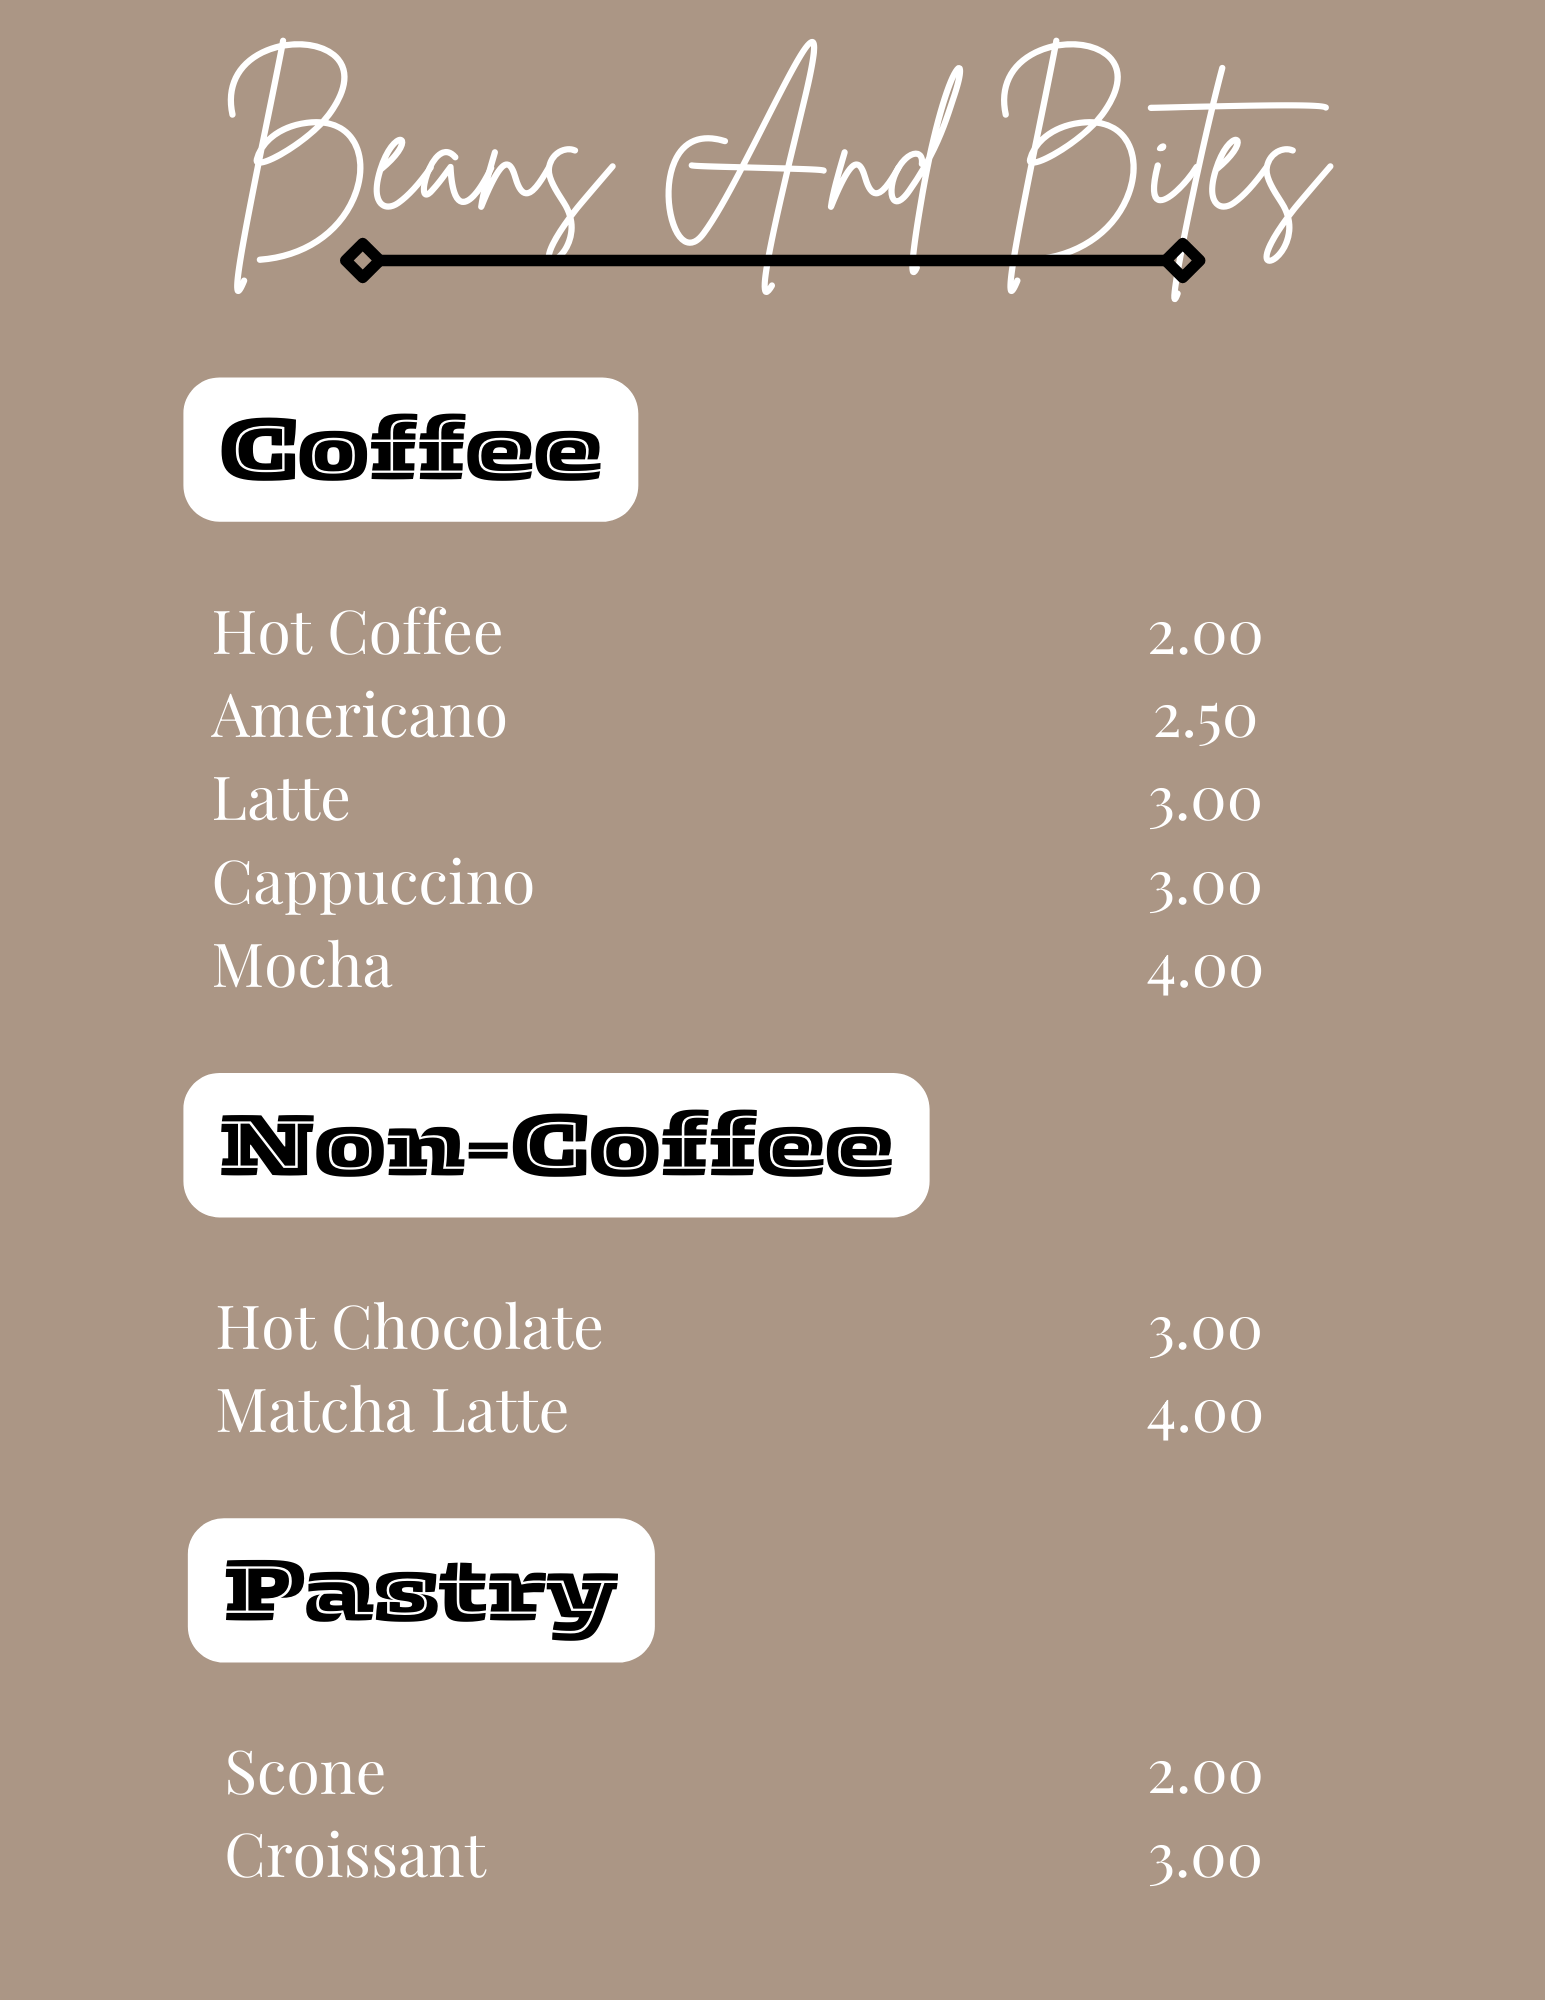 Beans And Bites
Coffee
Hot Coffee 2.00
Americano 2.50
Latte 3.00
Cappuccino 3.00
Mocha 4.00
Non-Coffee
Hot Chocolate 3.00
Matcha Latte 4.00
Pastry
Scone 2.00
Croissant 3.00